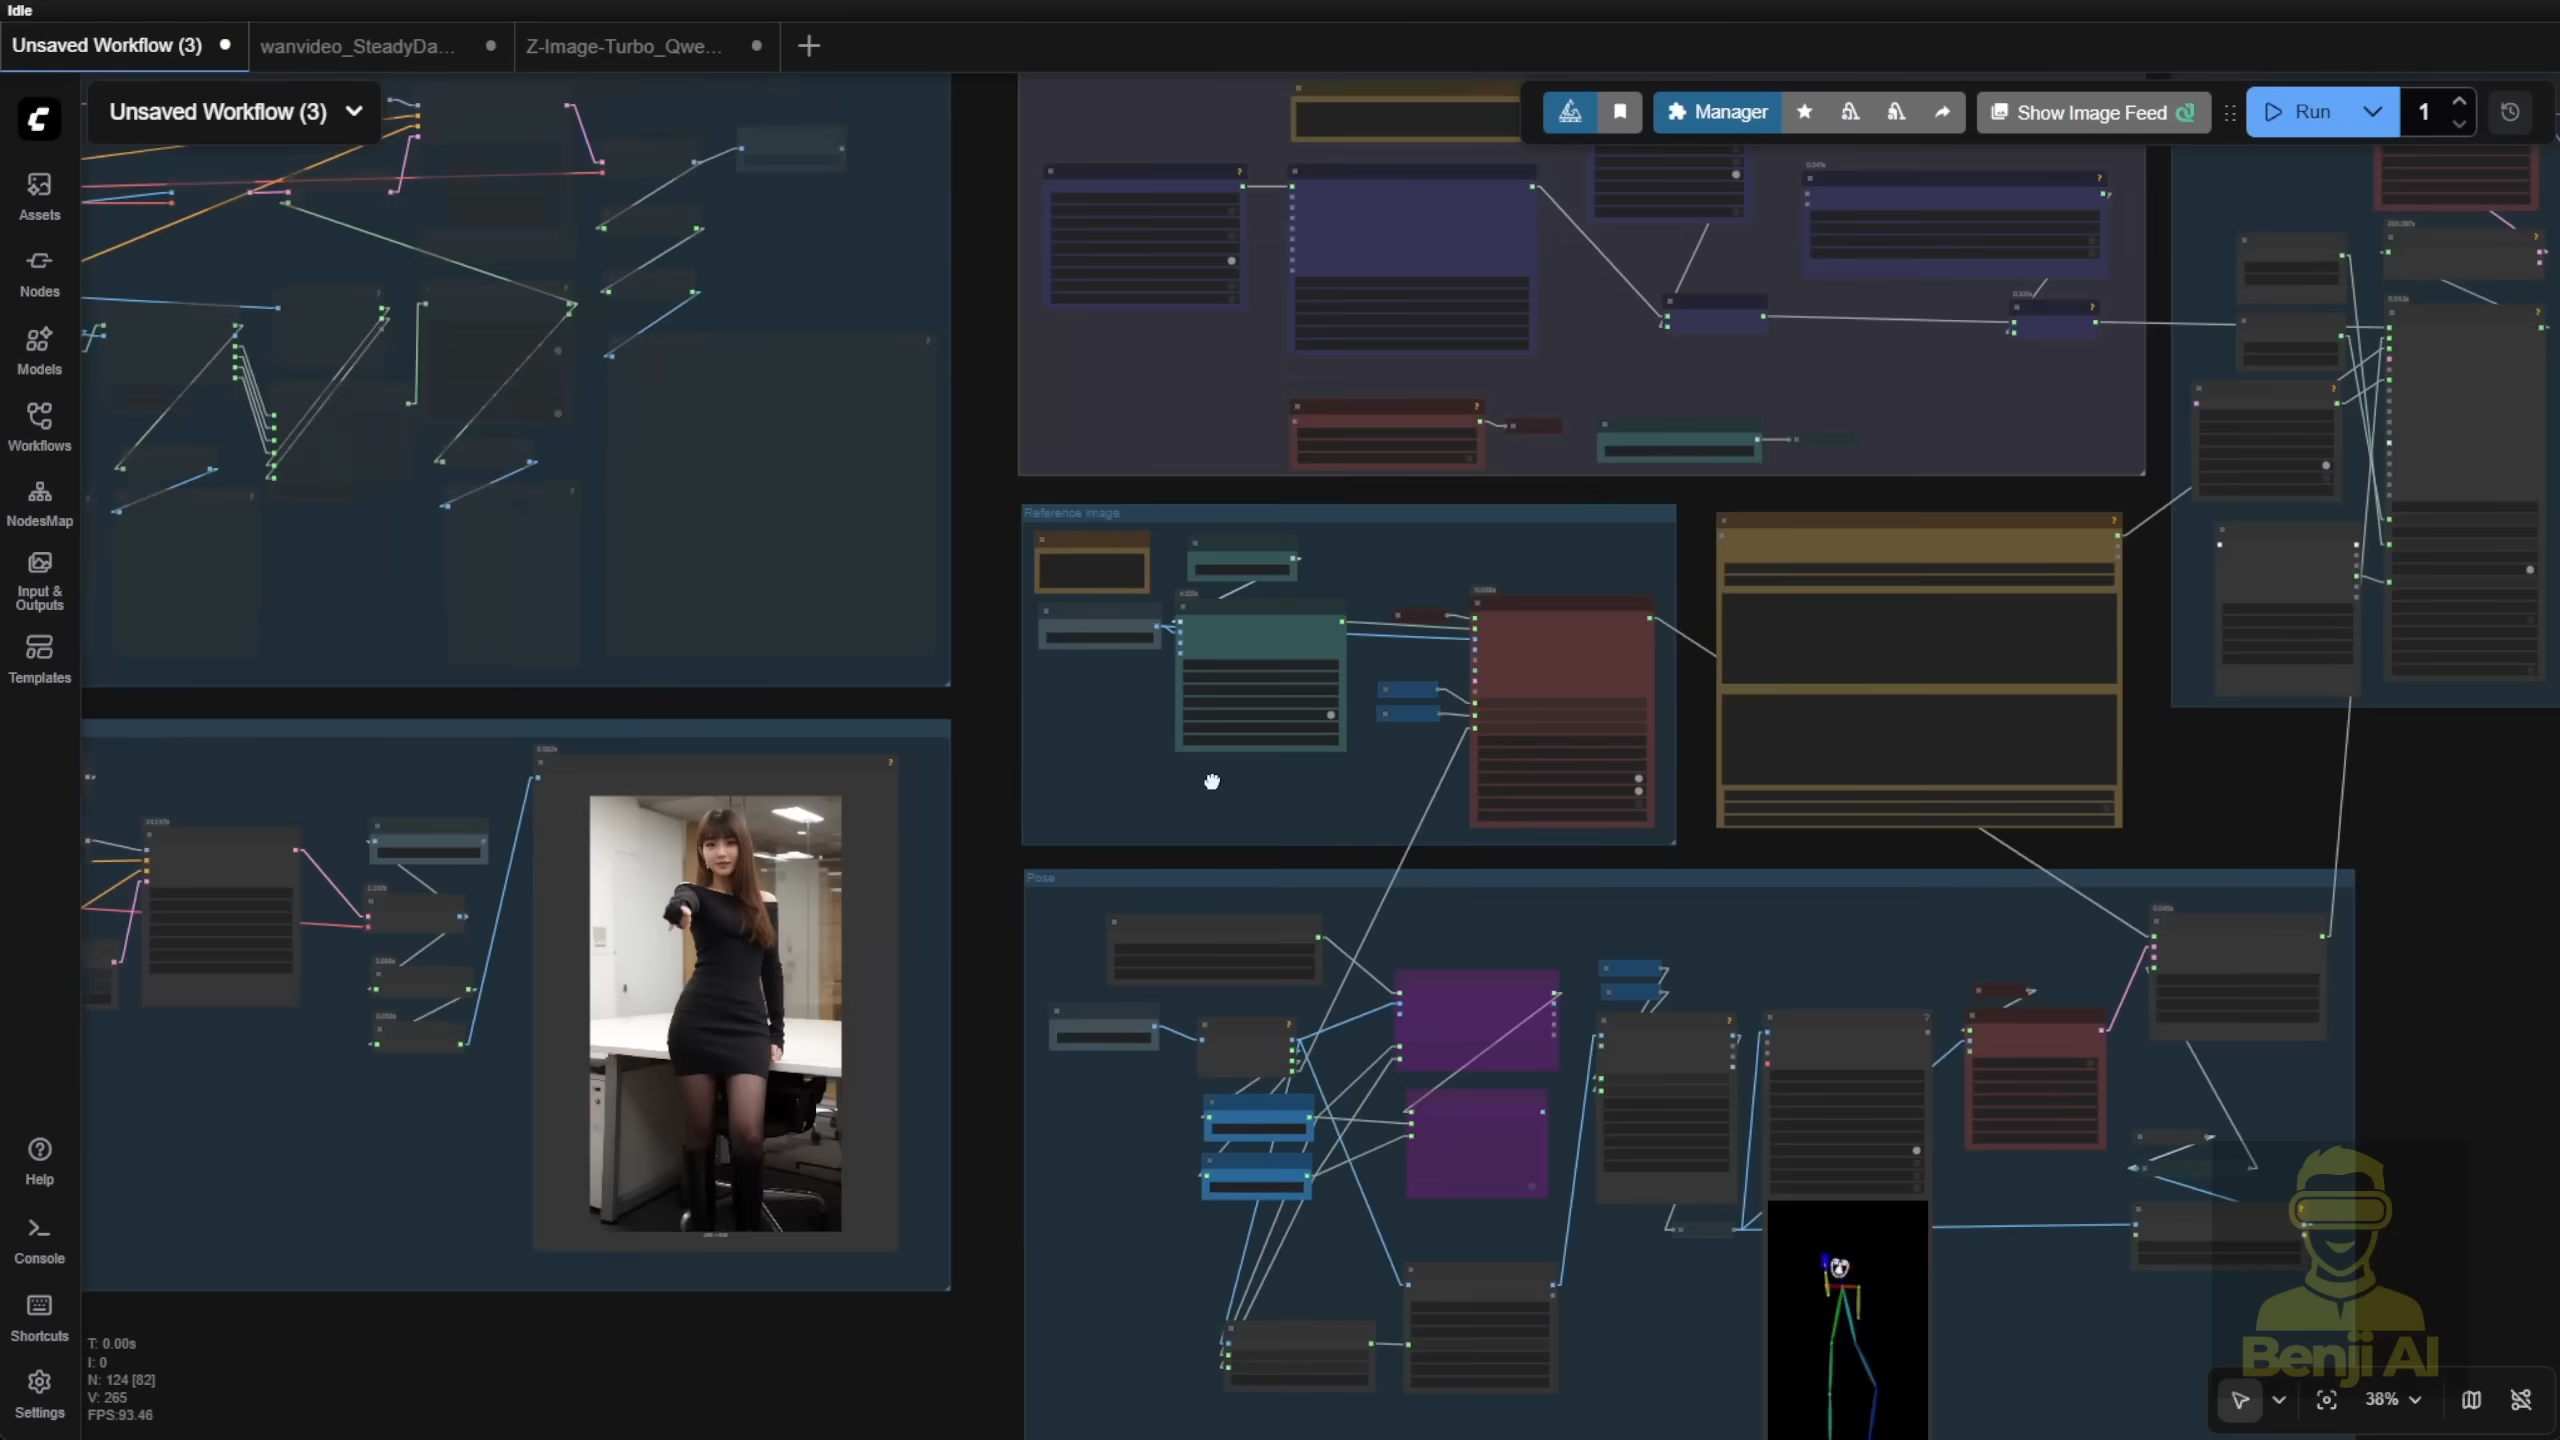 Idle
Unsaved Workflow (3)
wanvideo_SteadyDa...
Z-Image-Turbo_Qwe...
Unsaved Workflow (3)
Manager
Show Image Feed
Run
1
Assets
Nodes
Models
Workflows
NodesMap
Input &
Outputs
Templates
Reference image
Pose
Help
Console
Shortcuts
Settings
T: 0.00s
I: 0
N: 124 [82]
V: 265
FPS:93.46
Benji AI
38%